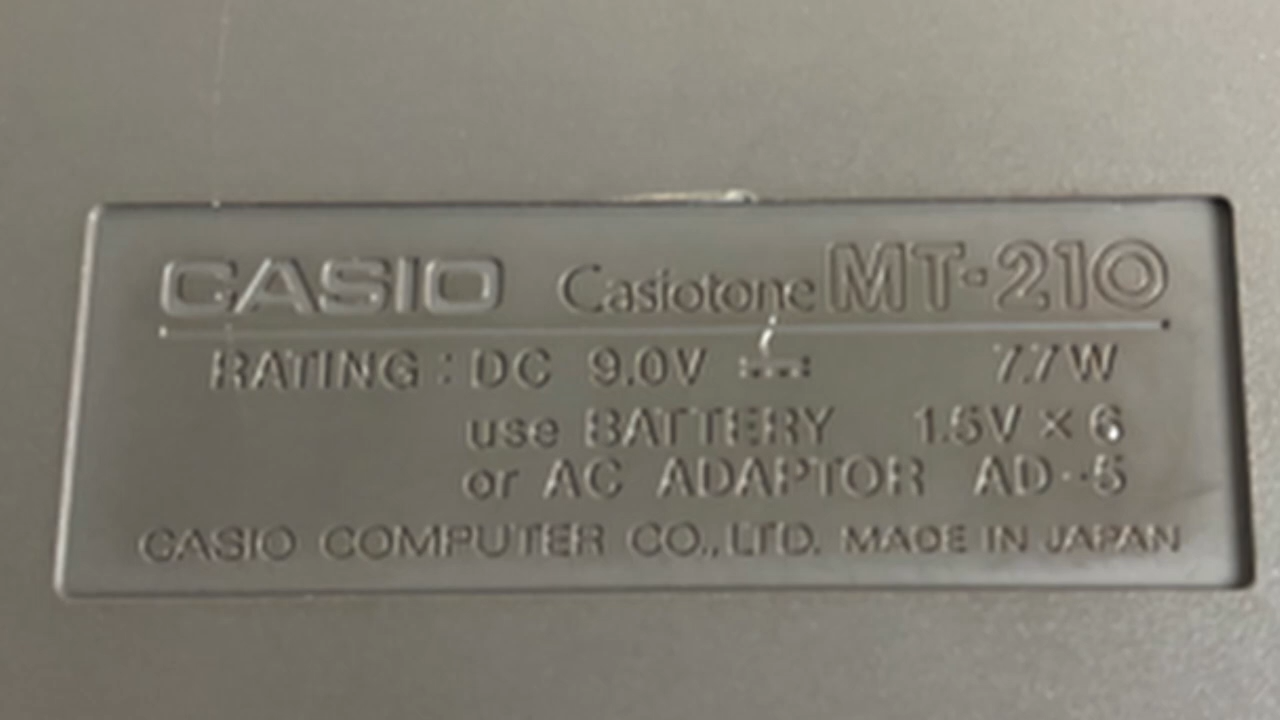 CASIO Casiotone MT-210
RATING : DC 9.0V ⎓ 7.7W
use BATTERY 1.5V × 6
or AC ADAPTOR AD-5
CASIO COMPUTER CO.,LTD. MADE IN JAPAN